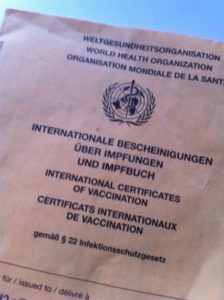 WELTGESUNDHEITSORGANISATION
WORLD HEALTH ORGANIZATION
ORGANISATION MONDIALE DE LA SANT
INTERNATIONALE BESCHEINIGUNGEN
ÜBER IMPFUNGEN
UND IMPFBUCH
INTERNATIONAL CERTIFICATES
OF VACCINATION
CERTIFICATS INTERNATIONAUX
DE VACCINATION
gemäß § 22 Infektionsschutzgesetz
für / issued to / délivré à